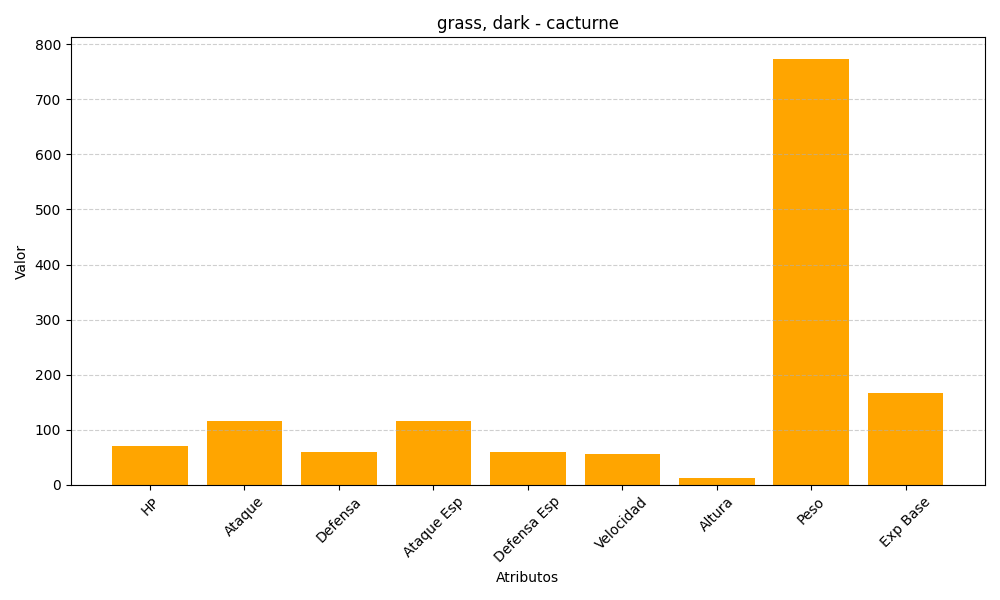 grass, dark - cacturne
Valor
800
700
600
500
400
300
200
100
0
HP
Ataque
Defensa
Ataque Esp
Defensa Esp
Velocidad
Altura
Peso
Exp Base
Atributos